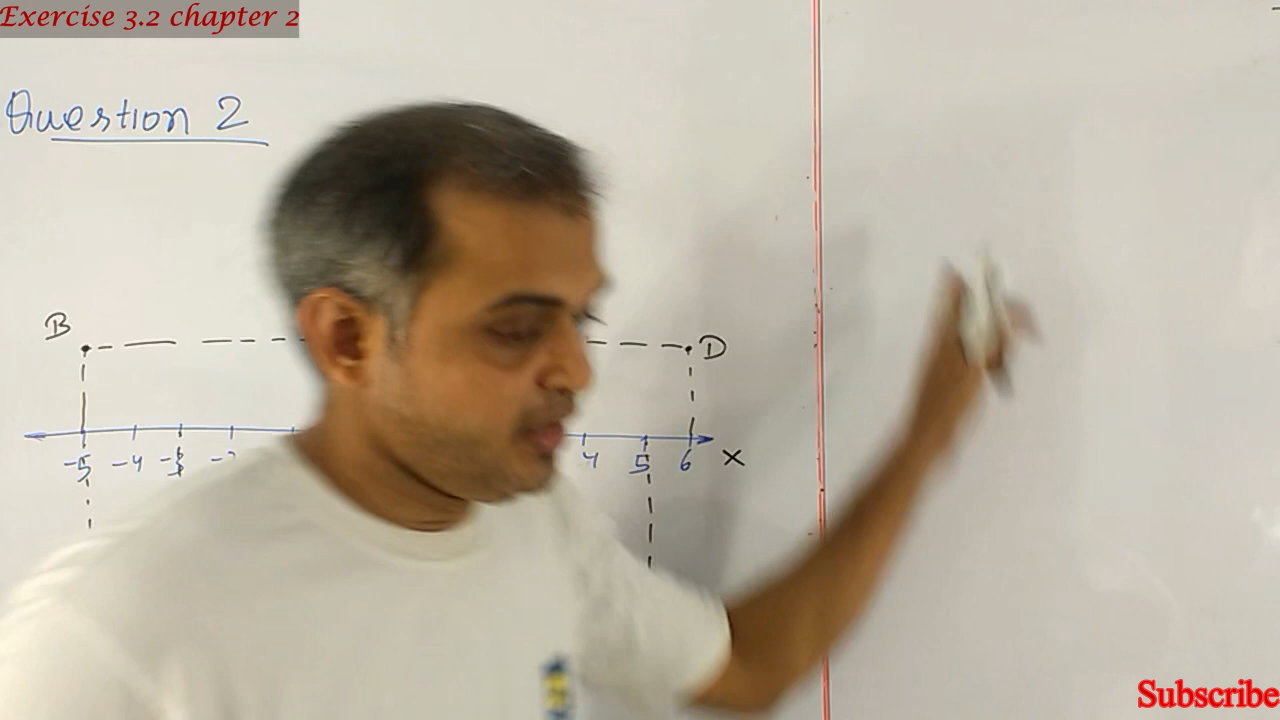 Exercise 3.2 chapter 2
Question 2
B
D
-5 -4 -3 4 5 6 X
Subscribe